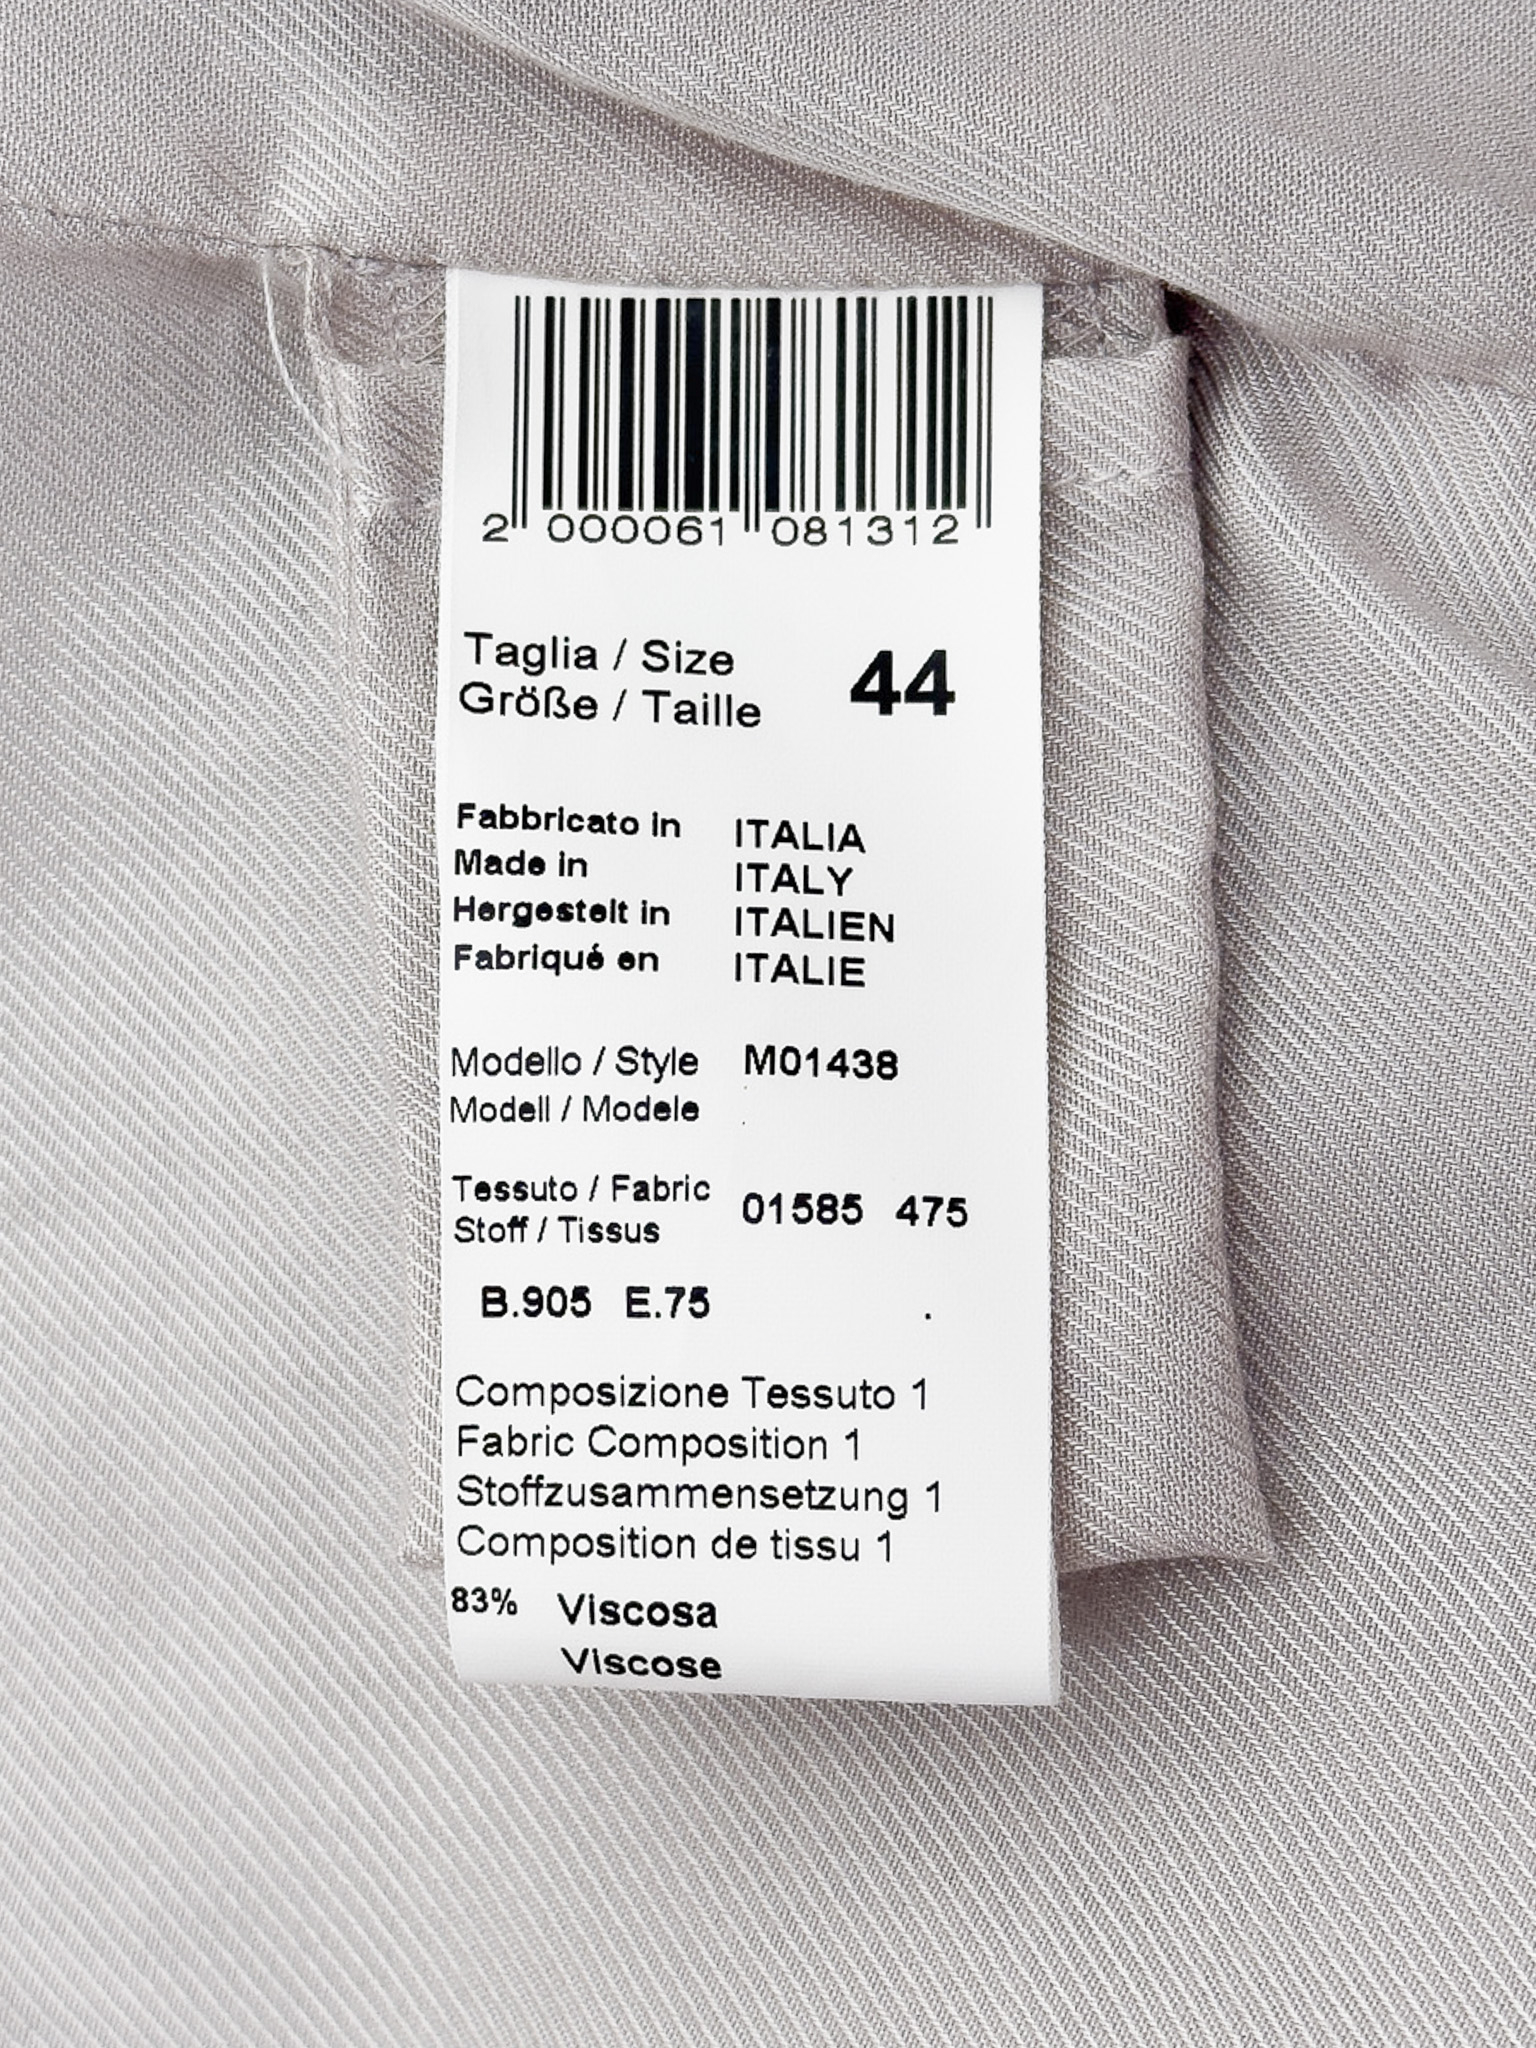 2 000061 081312
Taglia / Size
Größe / Taille 44
Fabbricato in ITALIA
Made in ITALY
Hergestelt in ITALIEN
Fabriqué en ITALIE
Modello / Style M01438
Modell / Modele
Tessuto / Fabric 01585 475
Stoff / Tissus
B.905 E.75 .
Composizione Tessuto 1
Fabric Composition 1
Stoffzusammensetzung 1
Composition de tissu 1
83% Viscosa
Viscose